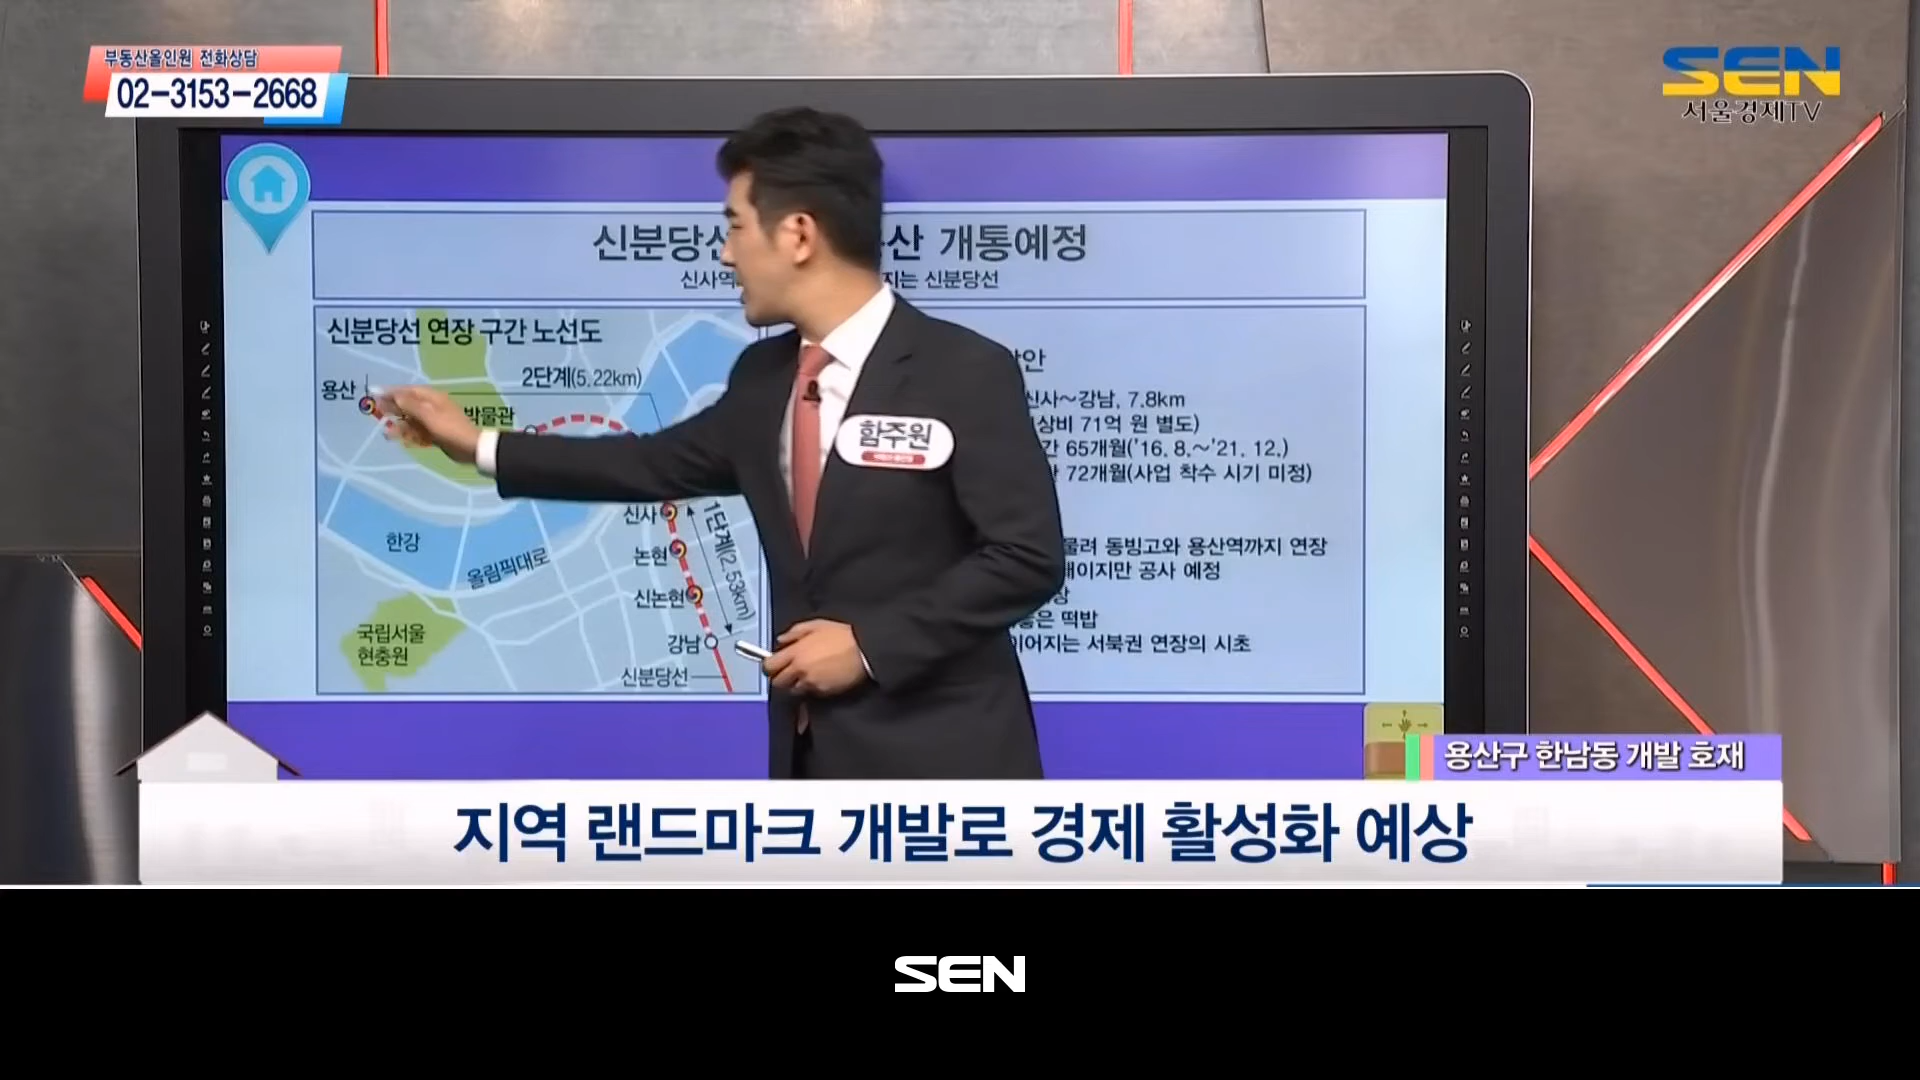 부동산올인원 전화상담
02-3153-2668
SEN
서울경제TV
신분당선 산 개통예정
신사역 지는 신분당선
신분당선 연장 구간 노선도
2단계(5.22km)
용산
박물관
신사
논현
신논현
강남
1단계(2.53km)
신분당선
한강
올림픽대로
국립서울
현충원
안
신사~강남, 7.8km
상비 71억 원 별도)
간 65개월('16. 8.~'21. 12.)
72개월(사업 착수 시기 미정)
물려 동빙고와 용산역까지 연장
이지만 공사 예정
은 떡밥
이어지는 서북권 연장의 시초
함주원
용산구 한남동 개발 호재
지역 랜드마크 개발로 경제 활성화 예상
SEN